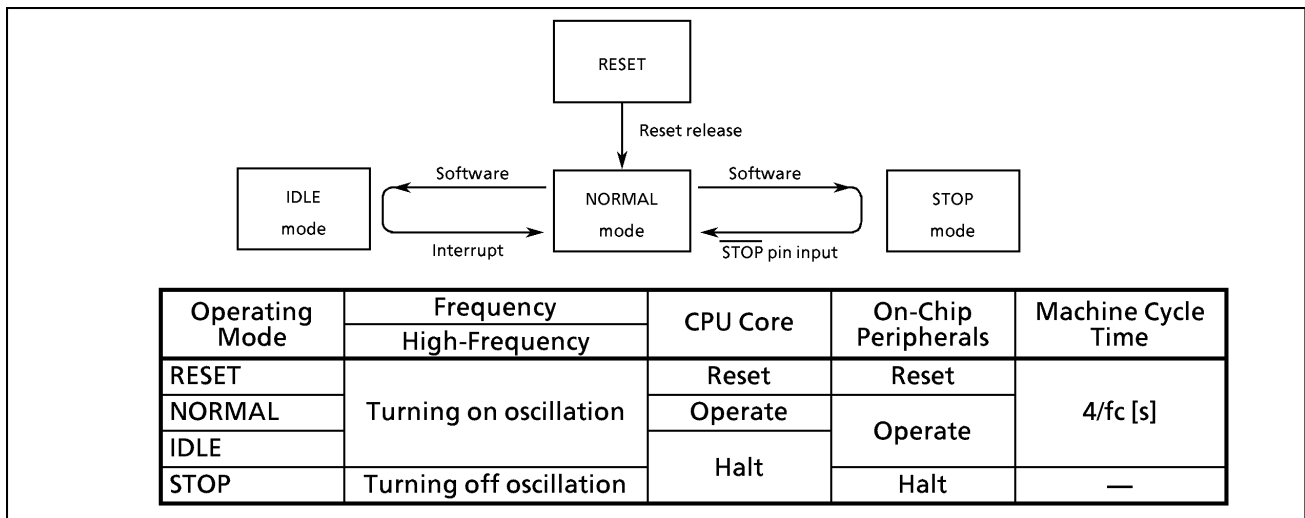 RESET
Reset release
Software
Software
IDLE
mode
NORMAL
mode
STOP
mode
Interrupt
STOP pin input
Operating Mode
Frequency
High-Frequency
CPU Core
On-Chip Peripherals
Machine Cycle Time
RESET
Turning on oscillation
Reset
Reset
4/fc [s]
NORMAL
Operate
Operate
IDLE
Halt
STOP
Turning off oscillation
Halt
—